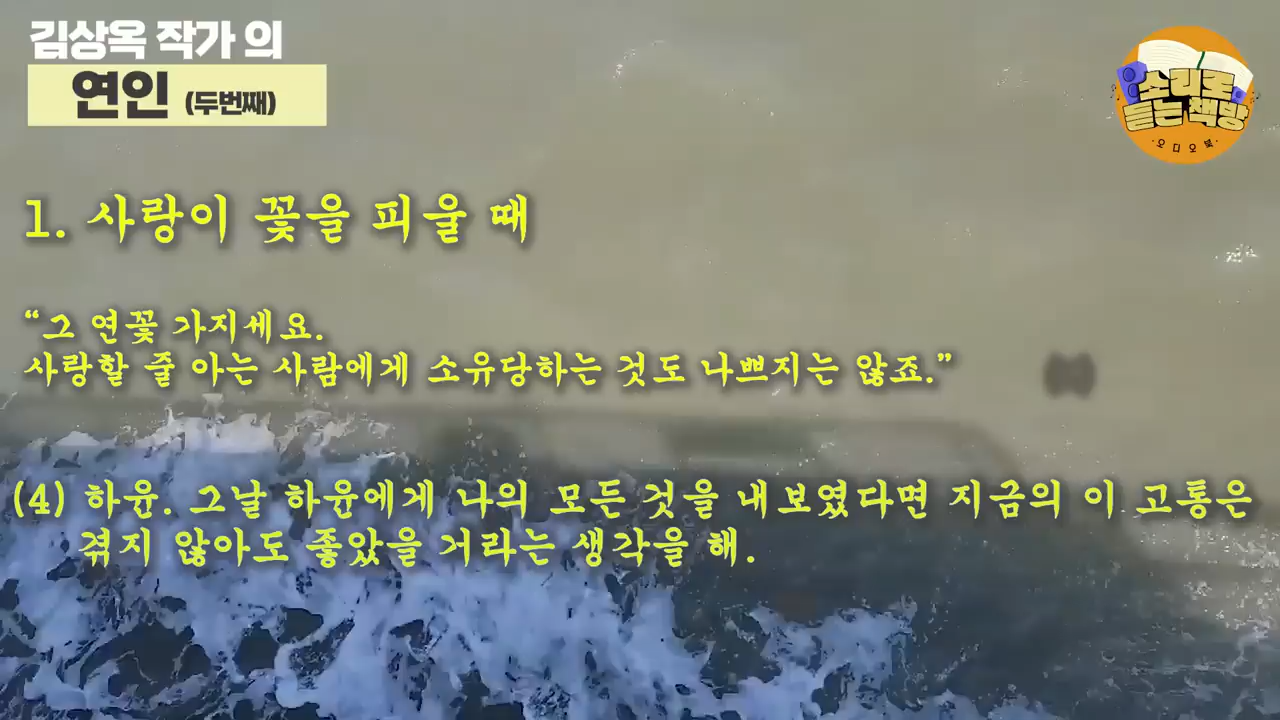 김상옥 작가 의
연인 (두번째)
소리로
듣는 책방
·오디오북·
1. 사랑이 꽃을 피울 때
“그 연꽃 가지세요.
사랑할 줄 아는 사람에게 소유당하는 것도 나쁘지는 않죠.”
(4) 하윤. 그날 하윤에게 나의 모든 것을 내보였다면 지금의 이 고통은
겪지 않아도 좋았을 거라는 생각을 해.